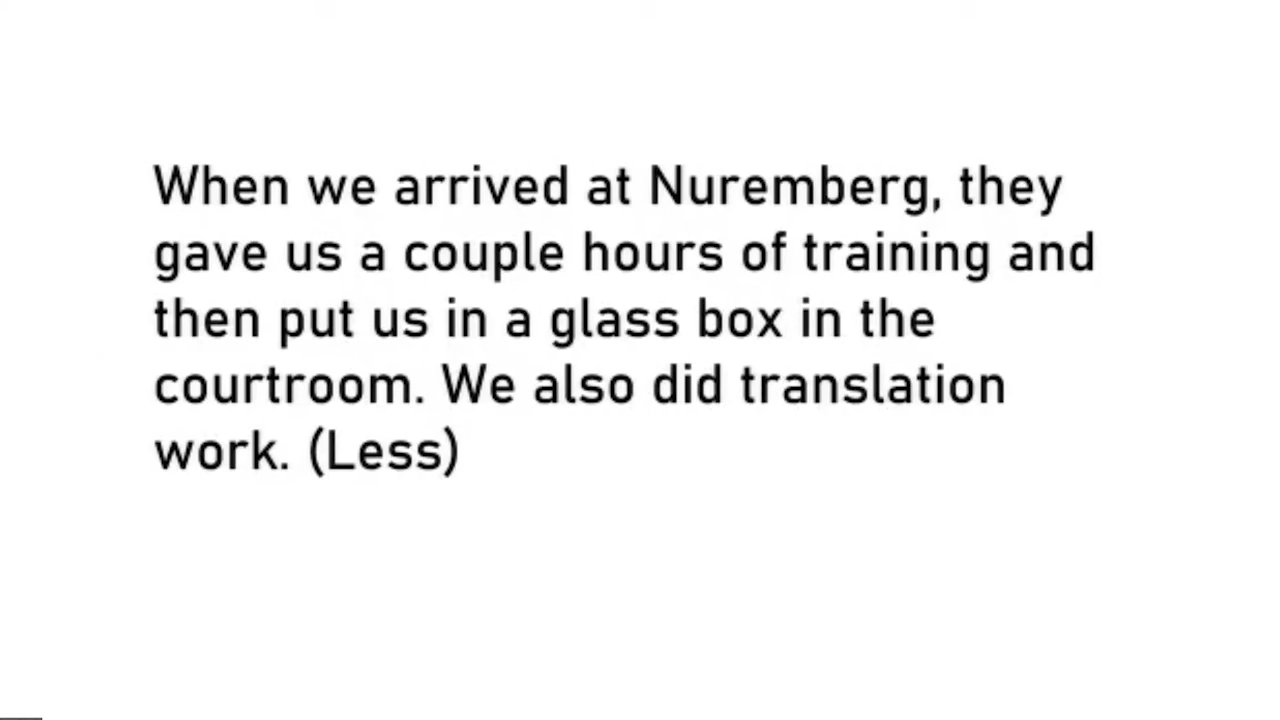 When we arrived at Nuremberg, they
gave us a couple hours of training and
then put us in a glass box in the
courtroom. We also did translation
work. (Less)